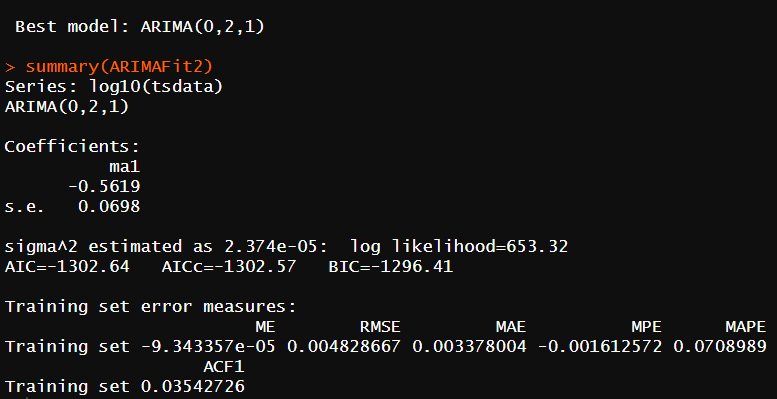 Best model: ARIMA(0,2,1)
> summary(ARIMAFit2)
Series: log10(tsdata)
ARIMA(0,2,1)
Coefficients:
ma1
-0.5619
s.e. 0.0698
sigma^2 estimated as 2.374e-05: log likelihood=653.32
AIC=-1302.64 AICc=-1302.57 BIC=-1296.41
Training set error measures:
ME RMSE MAE MPE MAPE
Training set -9.343357e-05 0.004828667 0.003378004 -0.001612572 0.0708989
ACF1
Training set 0.03542726